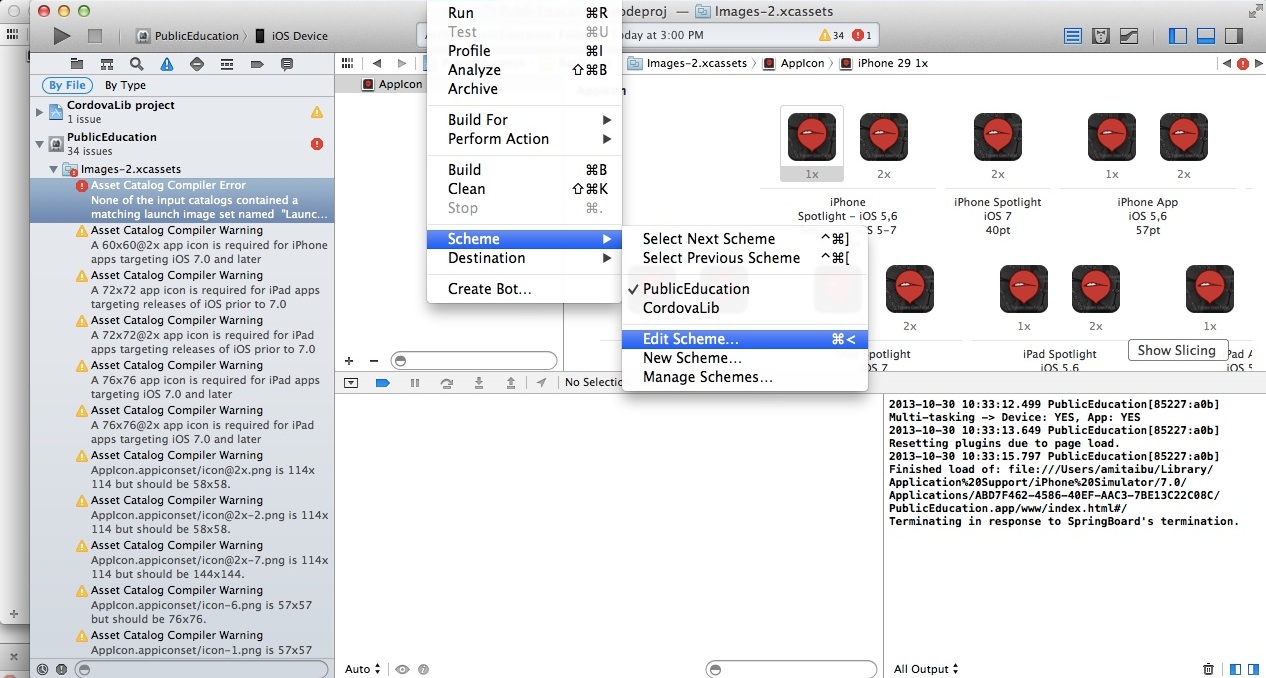 Run ⌘R
deproj — Images-2.xcassets
Test ⌘U
PublicEducation iOS Device
day at 3:00 PM 34 1
Profile ⌘I
Analyze ⇧⌘B
Archive
Build For
Perform Action
Build ⌘B
Clean ⇧⌘K
Stop ⌘.
Scheme
Destination
Create Bot...
Select Next Scheme ^⌘]
Select Previous Scheme ^⌘[
✓ PublicEducation
CordovaLib
Edit Scheme... ⌘<
New Scheme...
Manage Schemes...
By File By Type
CordovaLib project
1 issue
PublicEducation
34 issues
Images-2.xcassets
Asset Catalog Compiler Error
None of the input catalogs contained a
matching launch image set named "Launc...
Asset Catalog Compiler Warning
A 60x60@2x app icon is required for iPhone
apps targeting iOS 7.0 and later
Asset Catalog Compiler Warning
A 72x72 app icon is required for iPad apps
targeting releases of iOS prior to 7.0
Asset Catalog Compiler Warning
A 72x72@2x app icon is required for iPad
apps targeting releases of iOS prior to 7.0
Asset Catalog Compiler Warning
A 76x76 app icon is required for iPad apps
targeting iOS 7.0 and later
Asset Catalog Compiler Warning
A 76x76@2x app icon is required for iPad
apps targeting iOS 7.0 and later
Asset Catalog Compiler Warning
AppIcon.appiconset/icon@2x.png is 114x
114 but should be 58x58.
Asset Catalog Compiler Warning
AppIcon.appiconset/icon@2x-2.png is 114x
114 but should be 58x58.
Asset Catalog Compiler Warning
AppIcon.appiconset/icon@2x-7.png is 114x
114 but should be 144x144.
Asset Catalog Compiler Warning
AppIcon.appiconset/icon-6.png is 57x57
but should be 76x76.
Asset Catalog Compiler Warning
AppIcon.appiconset/icon-1.png is 57x57
Images-2.xcassets AppIcon iPhone 29 1x
AppIcon
1x 2x 2x 1x 2x
iPhone
Spotlight - iOS 5,6
S 5-7
iPhone Spotlight
iOS 7
40pt
iPhone App
iOS 5,6
57pt
2x 1x 2x 1x
potlight
S 7
iPad Spotlight
iOS 5,6
Show Slicing
No Selectio
2013-10-30 10:33:12.499 PublicEducation[85227:a0b]
Multi-tasking -> Device: YES, App: YES
2013-10-30 10:33:13.649 PublicEducation[85227:a0b]
Resetting plugins due to page load.
2013-10-30 10:33:15.797 PublicEducation[85227:a0b]
Finished load of: file:///Users/amitaibu/Library/
Application%20Support/iPhone%20Simulator/7.0/
Applications/ABD7F462-4586-40EF-AAC3-7BE13C22C08C/
PublicEducation.app/www/index.html#/
Terminating in response to SpringBoard's termination.
Auto
All Output